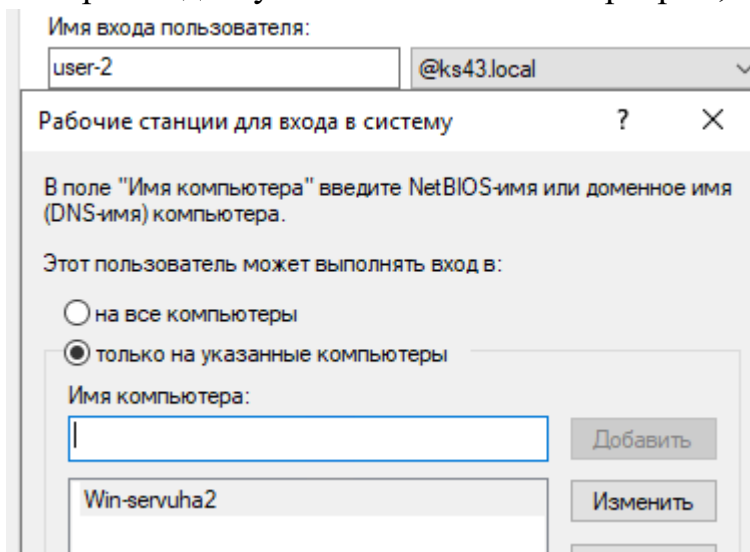 Имя входа пользователя:
user-2 @ks43.local
Рабочие станции для входа в систему ? ×
В поле "Имя компьютера" введите NetBIOS-имя или доменное имя
(DNS-имя) компьютера.
Этот пользователь может выполнять вход в:
на все компьютеры
только на указанные компьютеры
Имя компьютера:
Добавить
Win-servuha2 Изменить